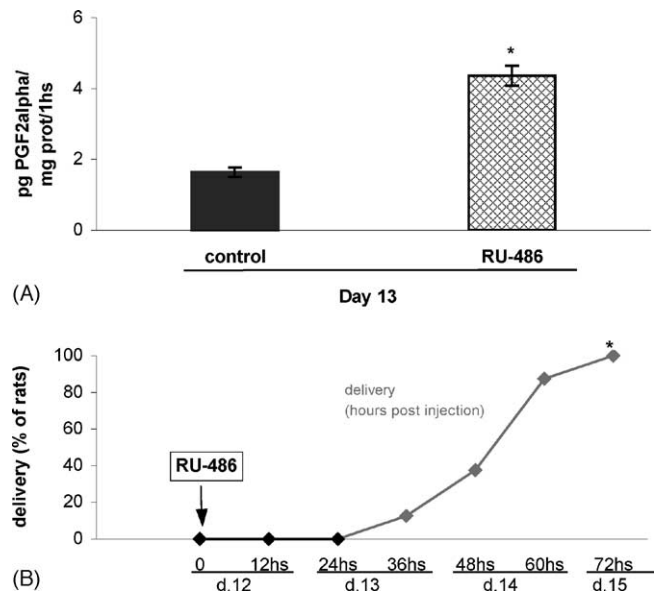 6
4
2
0
pg PGF2alpha/
mg prot/1hs
*
control
RU-486
Day 13
(A)
100
80
60
40
20
0
delivery (% of rats)
*
delivery
(hours post injection)
RU-486
0 12hs 24hs 36hs 48hs 60hs 72hs
d.12 d.13 d.14 d.15
(B)